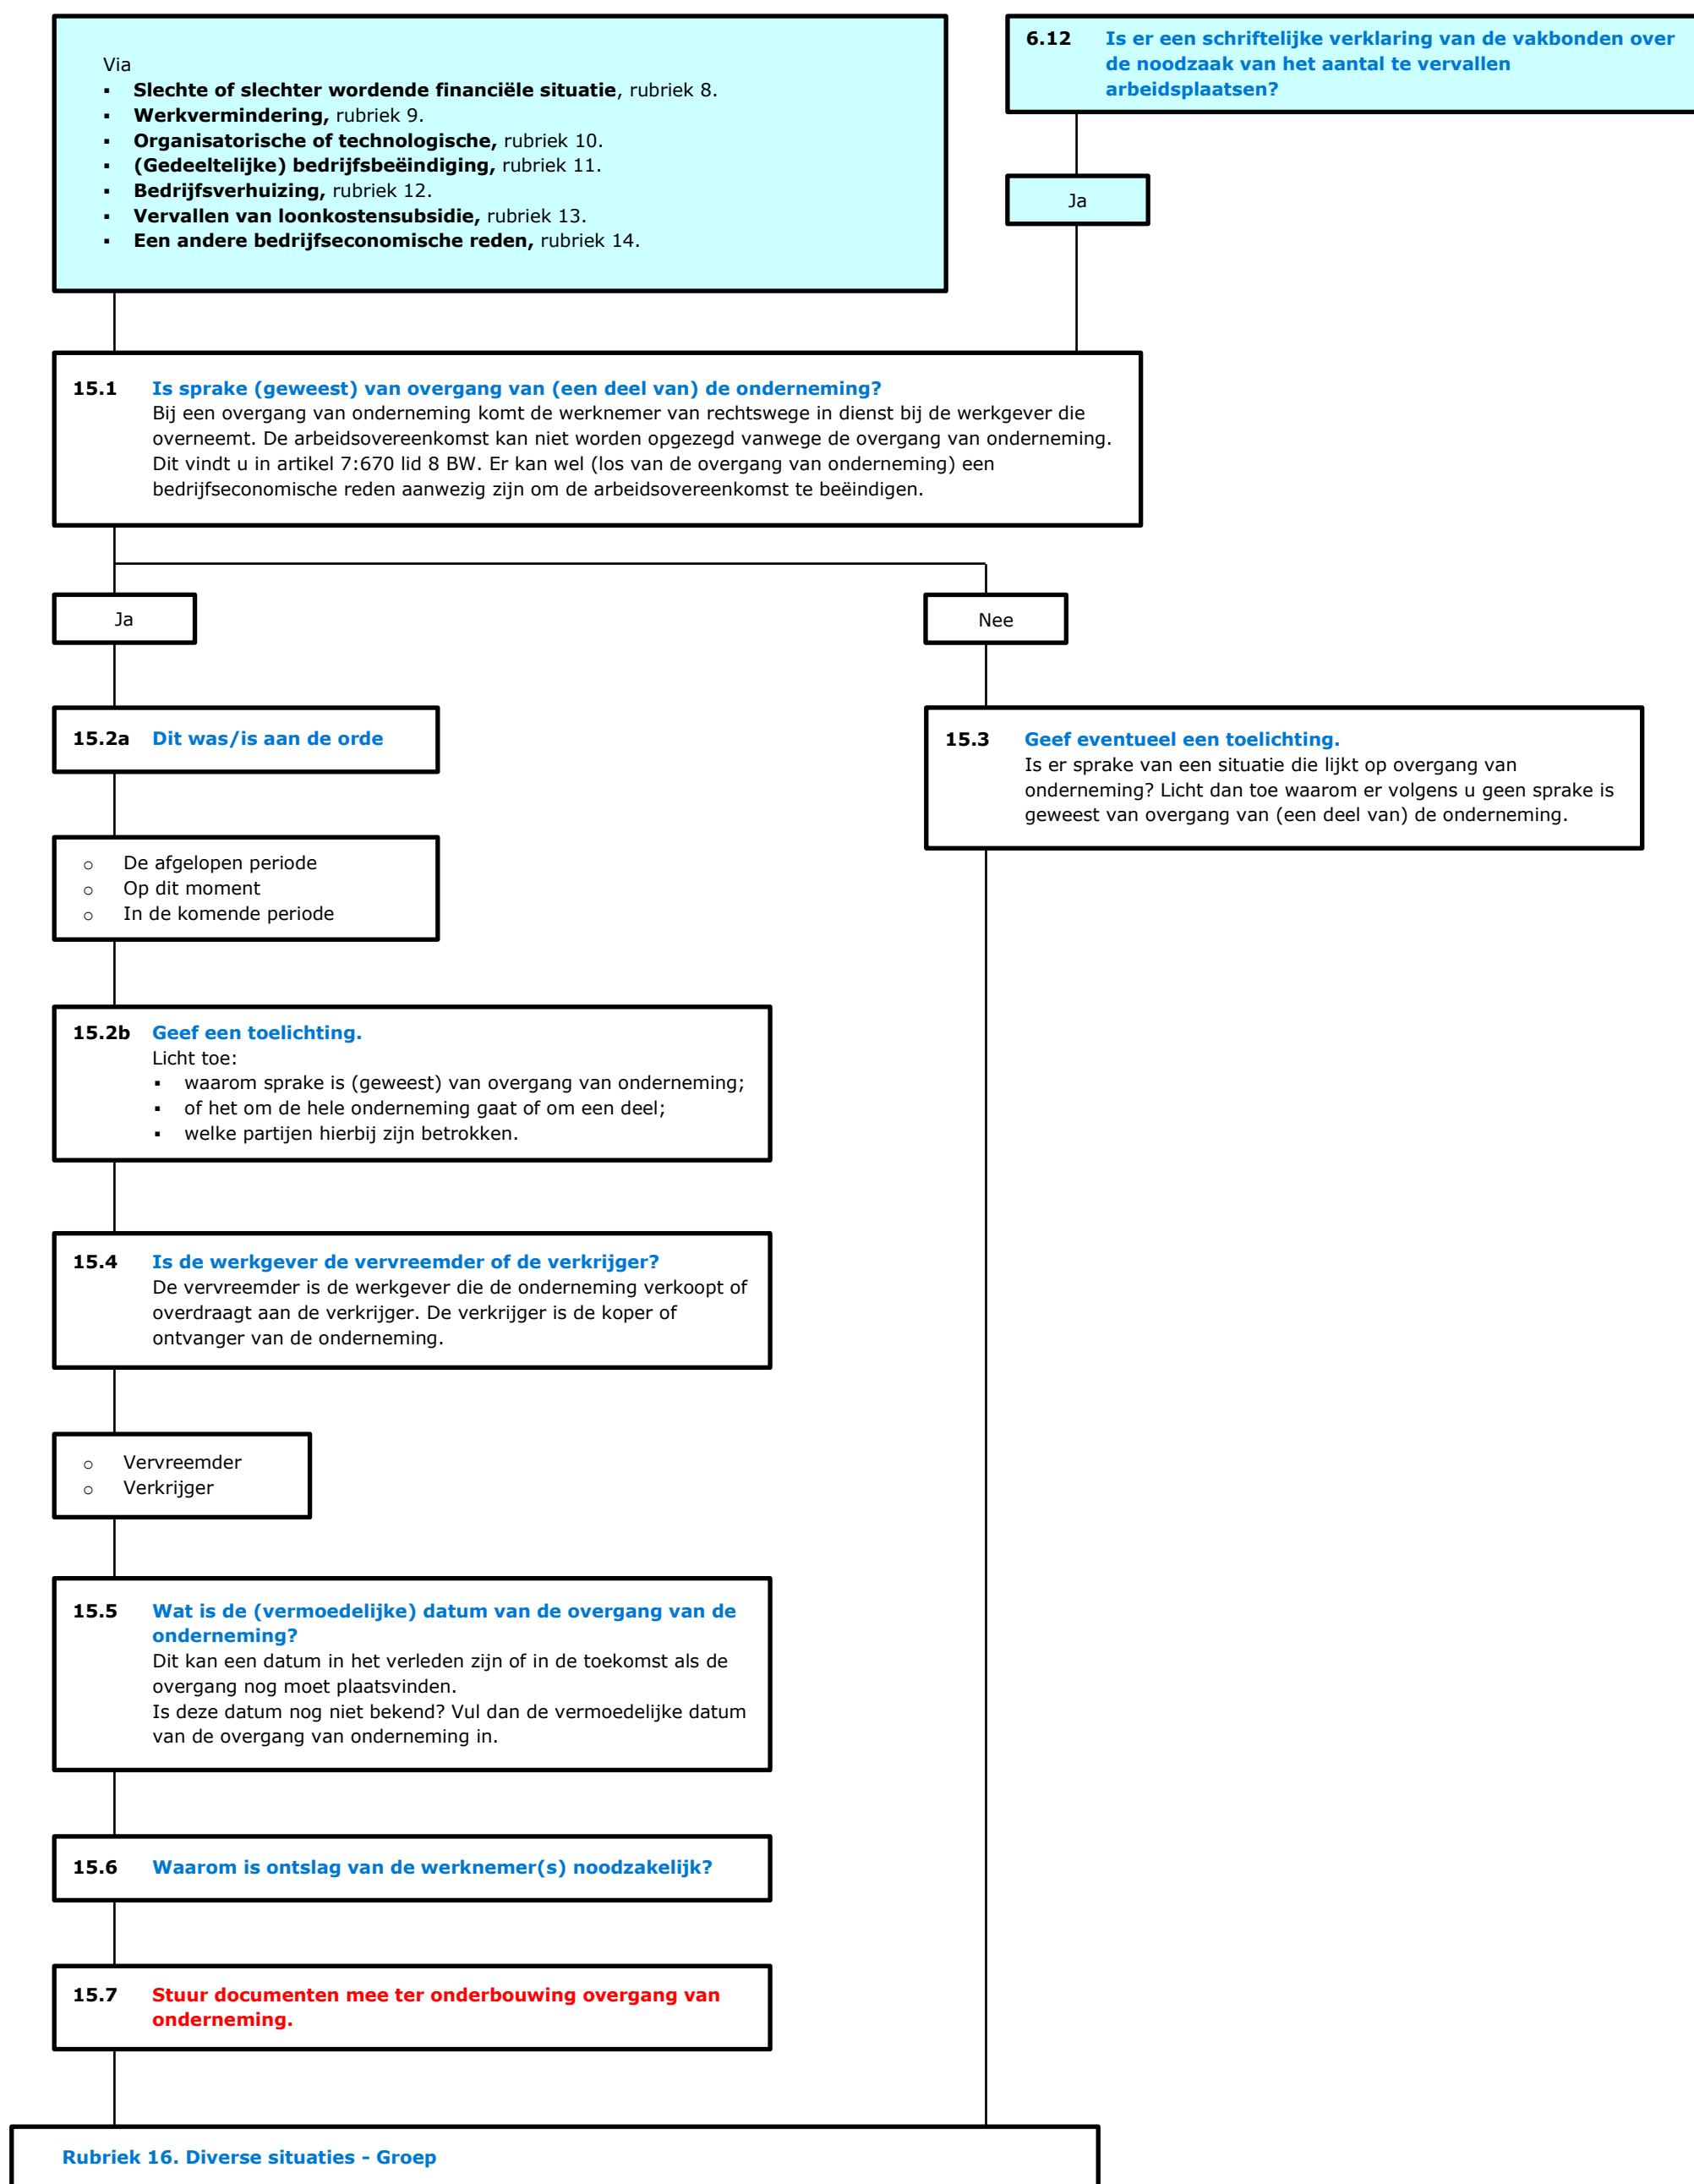 Via
▪ Slechte of slechter wordende financiële situatie, rubriek 8.
▪ Werkvermindering, rubriek 9.
▪ Organisatorische of technologische, rubriek 10.
▪ (Gedeeltelijke) bedrijfsbeëindiging, rubriek 11.
▪ Bedrijfsverhuizing, rubriek 12.
▪ Vervallen van loonkostensubsidie, rubriek 13.
▪ Een andere bedrijfseconomische reden, rubriek 14.
6.12 Is er een schriftelijke verklaring van de vakbonden over
de noodzaak van het aantal te vervallen
arbeidsplaatsen?
Ja
15.1 Is sprake (geweest) van overgang van (een deel van) de onderneming?
Bij een overgang van onderneming komt de werknemer van rechtswege in dienst bij de werkgever die
overneemt. De arbeidsovereenkomst kan niet worden opgezegd vanwege de overgang van onderneming.
Dit vindt u in artikel 7:670 lid 8 BW. Er kan wel (los van de overgang van onderneming) een
bedrijfseconomische reden aanwezig zijn om de arbeidsovereenkomst te beëindigen.
Ja
Nee
15.2a Dit was/is aan de orde
15.3 Geef eventueel een toelichting.
Is er sprake van een situatie die lijkt op overgang van
onderneming? Licht dan toe waarom er volgens u geen sprake is
geweest van overgang van (een deel van) de onderneming.
o De afgelopen periode
o Op dit moment
o In de komende periode
15.2b Geef een toelichting.
Licht toe:
▪ waarom sprake is (geweest) van overgang van onderneming;
▪ of het om de hele onderneming gaat of om een deel;
▪ welke partijen hierbij zijn betrokken.
15.4 Is de werkgever de vervreemder of de verkrijger?
De vervreemder is de werkgever die de onderneming verkoopt of
overdraagt aan de verkrijger. De verkrijger is de koper of
ontvanger van de onderneming.
o Vervreemder
o Verkrijger
15.5 Wat is de (vermoedelijke) datum van de overgang van de
onderneming?
Dit kan een datum in het verleden zijn of in de toekomst als de
overgang nog moet plaatsvinden.
Is deze datum nog niet bekend? Vul dan de vermoedelijke datum
van de overgang van onderneming in.
15.6 Waarom is ontslag van de werknemer(s) noodzakelijk?
15.7 Stuur documenten mee ter onderbouwing overgang van
onderneming.
Rubriek 16. Diverse situaties - Groep